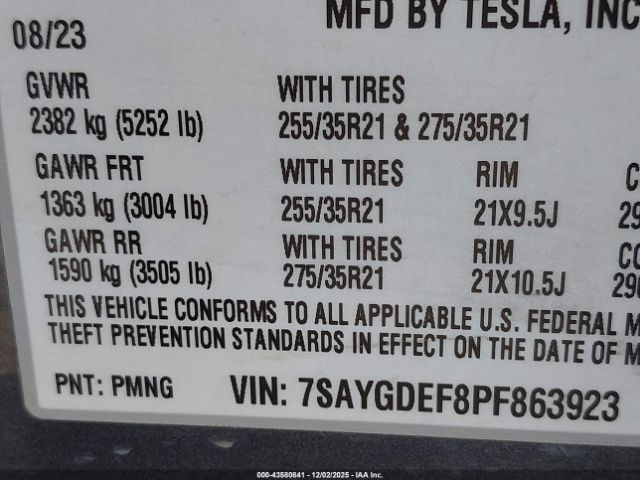 MFD BY TESLA, INC
08/23
GVWR WITH TIRES
2382 kg (5252 lb) 255/35R21 & 275/35R21
GAWR FRT WITH TIRES RIM C
1363 kg (3004 lb) 255/35R21 21X9.5J 29
GAWR RR WITH TIRES RIM CO
1590 kg (3505 lb) 275/35R21 21X10.5J 290
THIS VEHICLE CONFORMS TO ALL APPLICABLE U.S. FEDERAL M
THEFT PREVENTION STANDARDS IN EFFECT ON THE DATE OF M
PNT: PMNG VIN: 7SAYGDEF8PF863923
000-43580841 - 12/02/2025 - IAA Inc.